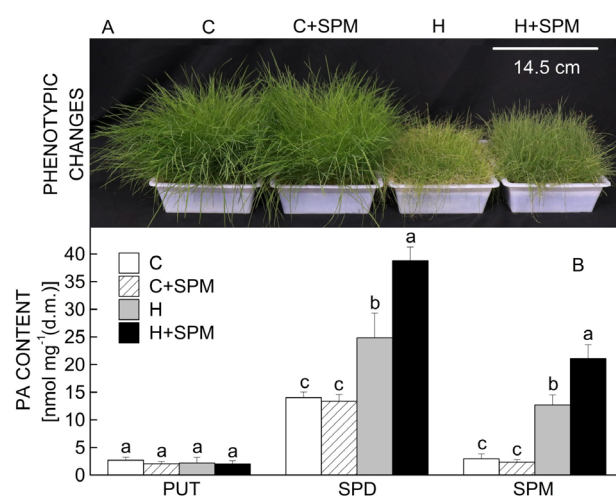 A
C
C+SPM
H
H+SPM
14.5 cm
PHENOTYPIC
CHANGES
B
PA CONTENT
[nmol mg⁻¹(d.m.)]
40
35
30
25
20
15
10
5
0
C
C+SPM
H
H+SPM
a
a
a
a
c
c
b
a
c
c
b
a
PUT
SPD
SPM